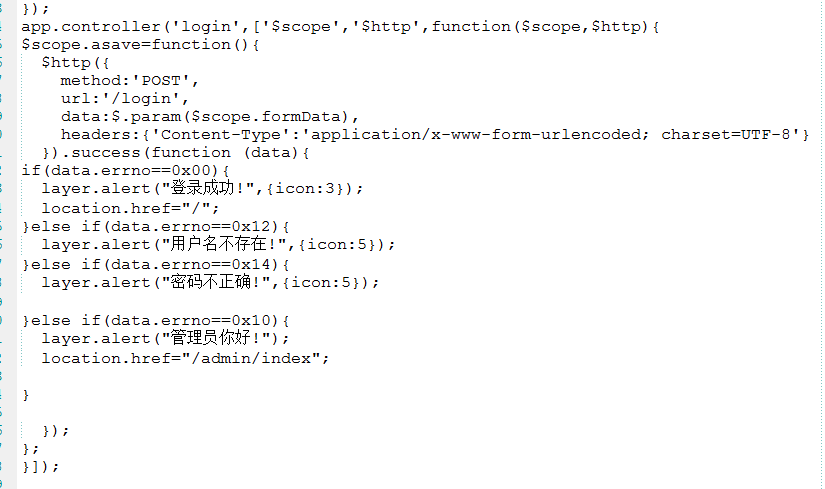 });
app.controller('login',['$scope','$http',function($scope,$http){
$scope.asave=function(){
  $http({
    method:'POST',
    url:'/login',
    data:$.param($scope.formData),
    headers:{'Content-Type':'application/x-www-form-urlencoded; charset=UTF-8'}
  }).success(function (data){
if(data.errno==0x00){
  layer.alert("登录成功!",{icon:3});
  location.href="/";
}else if(data.errno==0x12){
  layer.alert("用户名不存在!",{icon:5});
}else if(data.errno==0x14){
  layer.alert("密码不正确!",{icon:5});
}else if(data.errno==0x10){
  layer.alert("管理员你好!");
  location.href="/admin/index";
}
  });
};
}]);